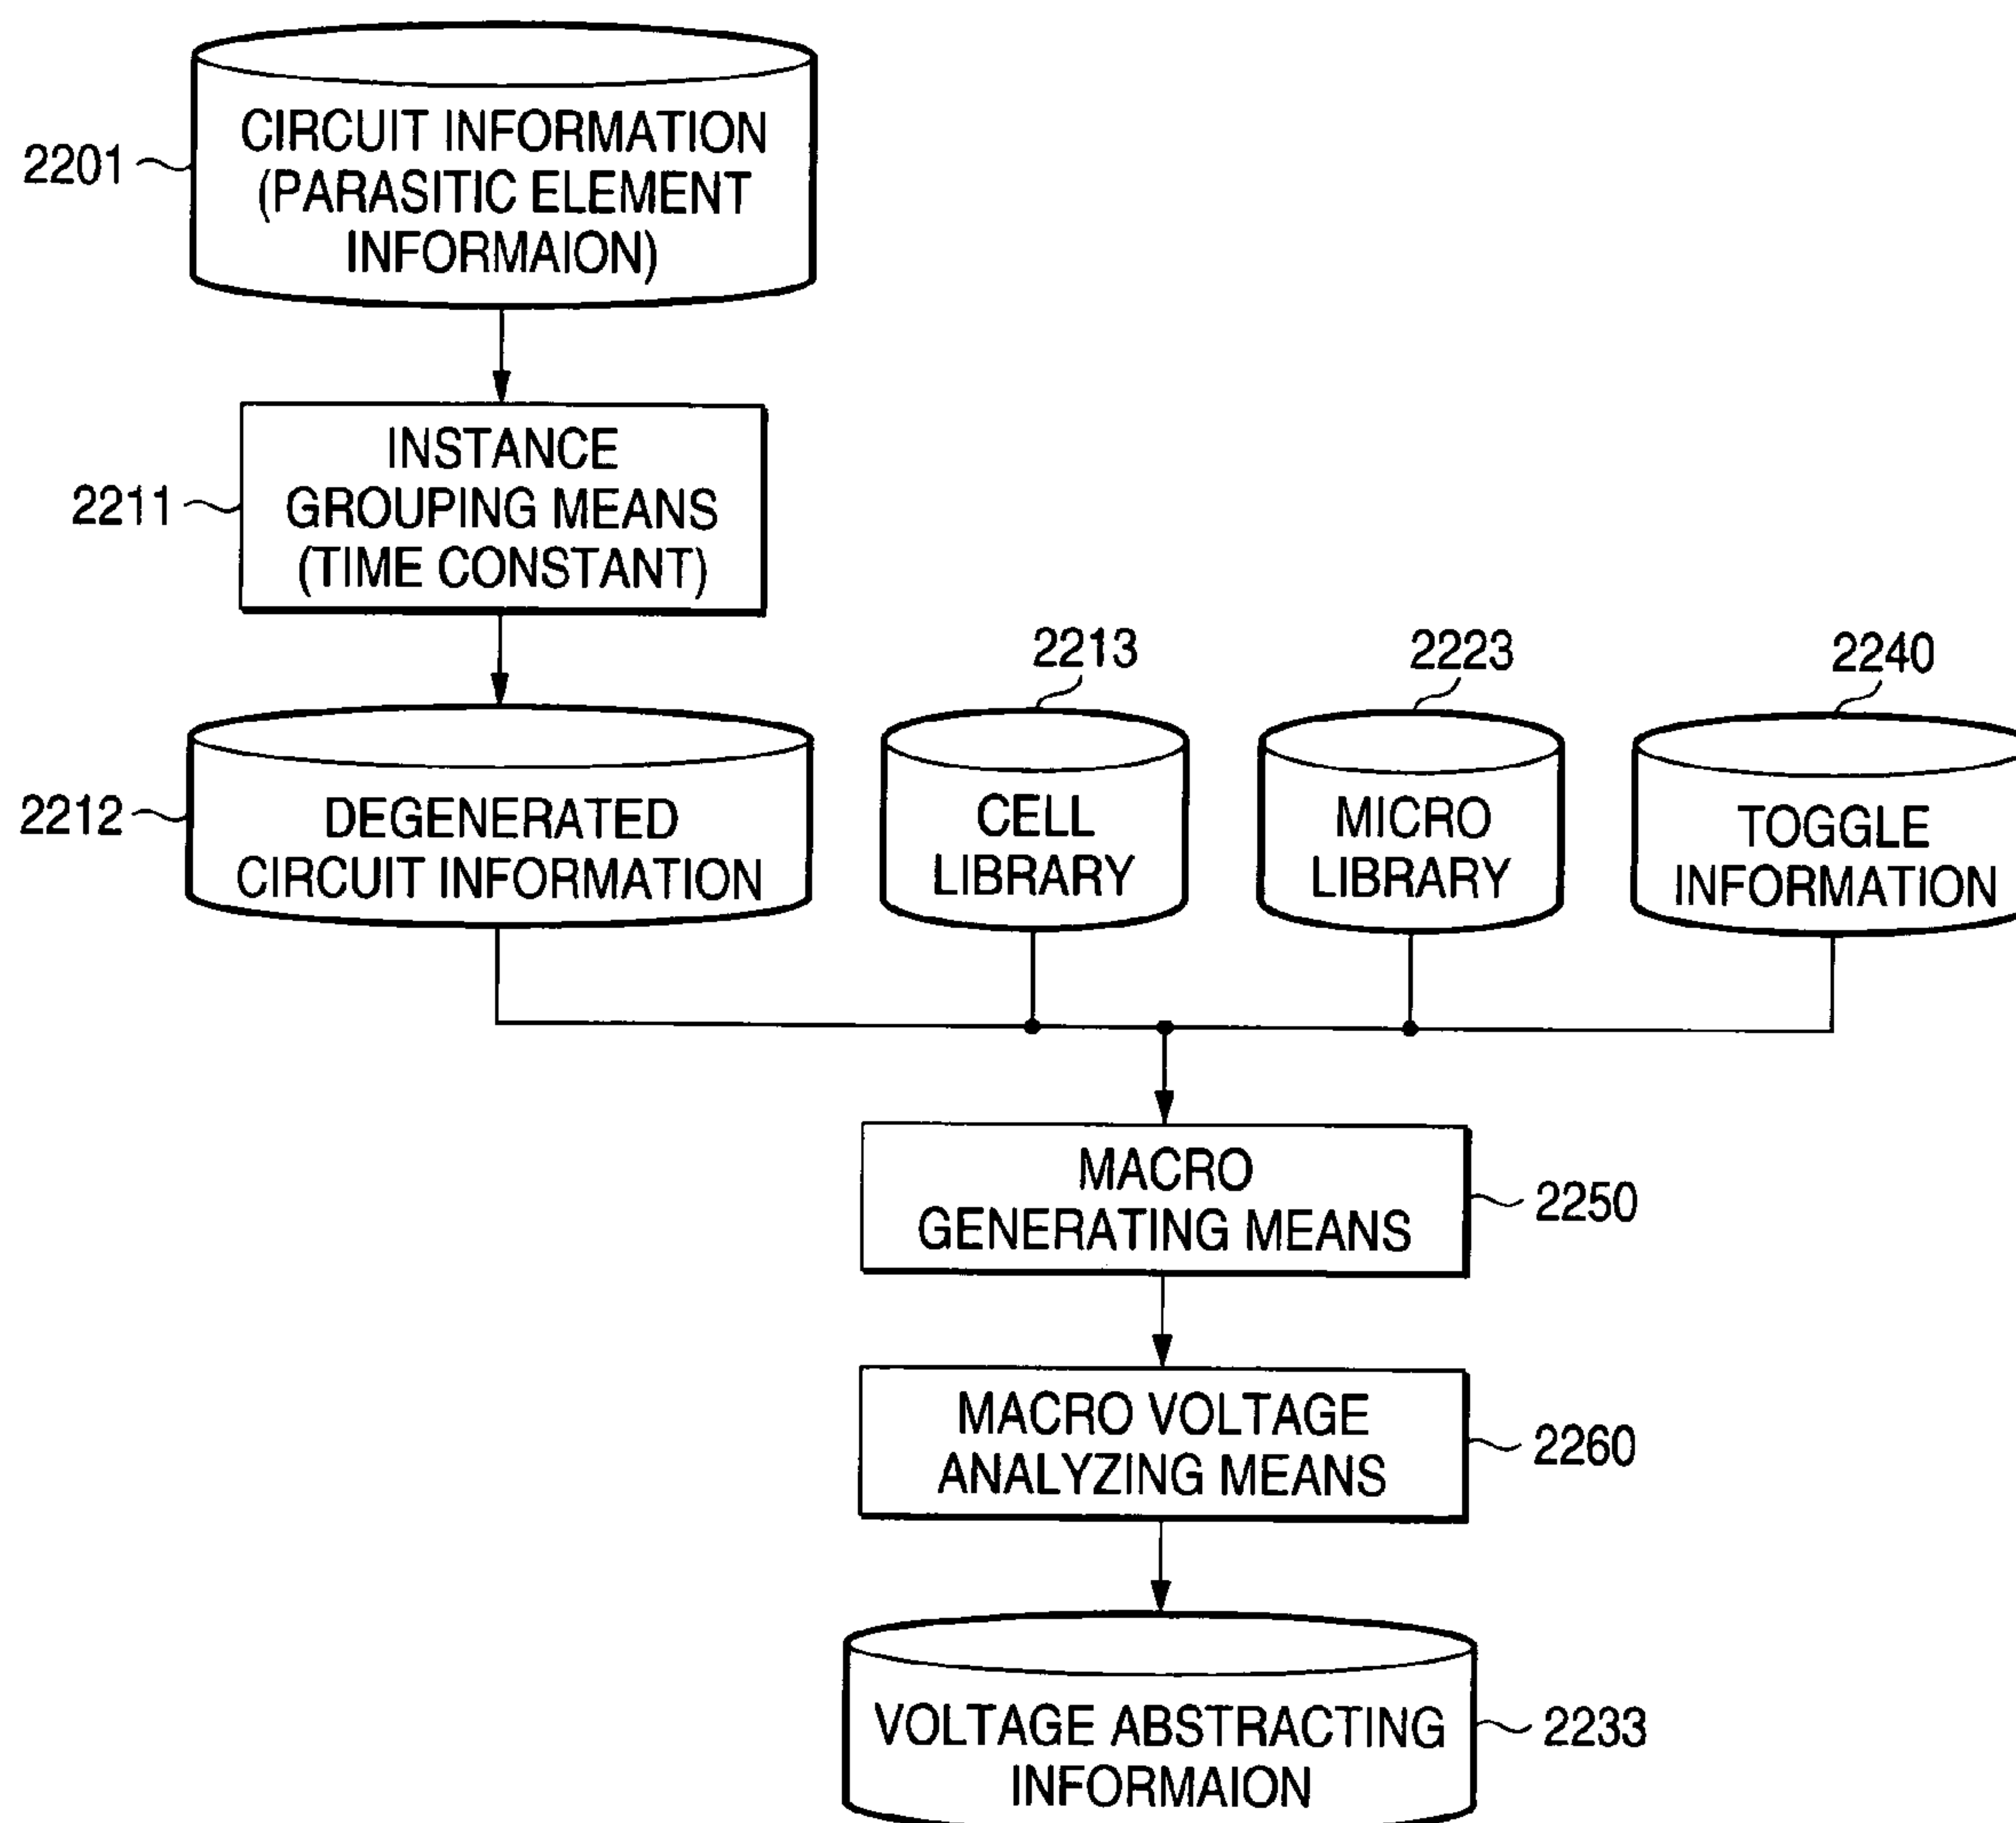 2201
CIRCUIT INFORMATION
(PARASITIC ELEMENT
INFORMAION)
2211
INSTANCE
GROUPING MEANS
(TIME CONSTANT)
2212
DEGENERATED
CIRCUIT INFORMATION
2213
CELL
LIBRARY
2223
MICRO
LIBRARY
2240
TOGGLE
INFORMATION
MACRO
GENERATING MEANS
2250
MACRO VOLTAGE
ANALYZING MEANS
2260
VOLTAGE ABSTRACTING
INFORMAION
2233